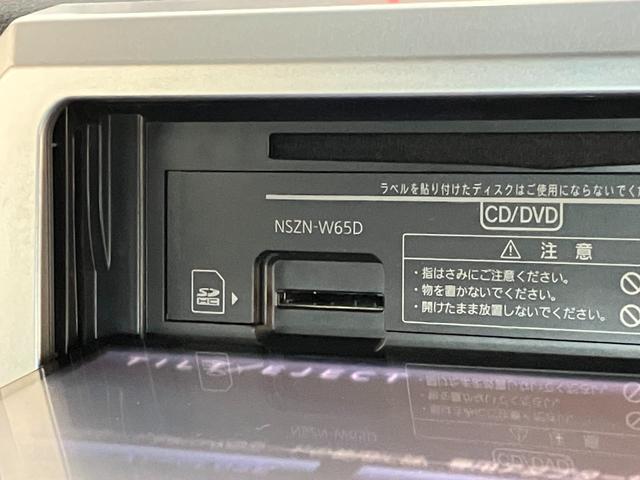 ラベルを貼り付けたディスクはご使用にならないでくだ
CD/DVD
NSZN-W65D
⚠ 注意
・指はさみにご注意ください。
・物を置かないでください。
・開けたまま放置しないでください。
SD
HC
TILT EJECT